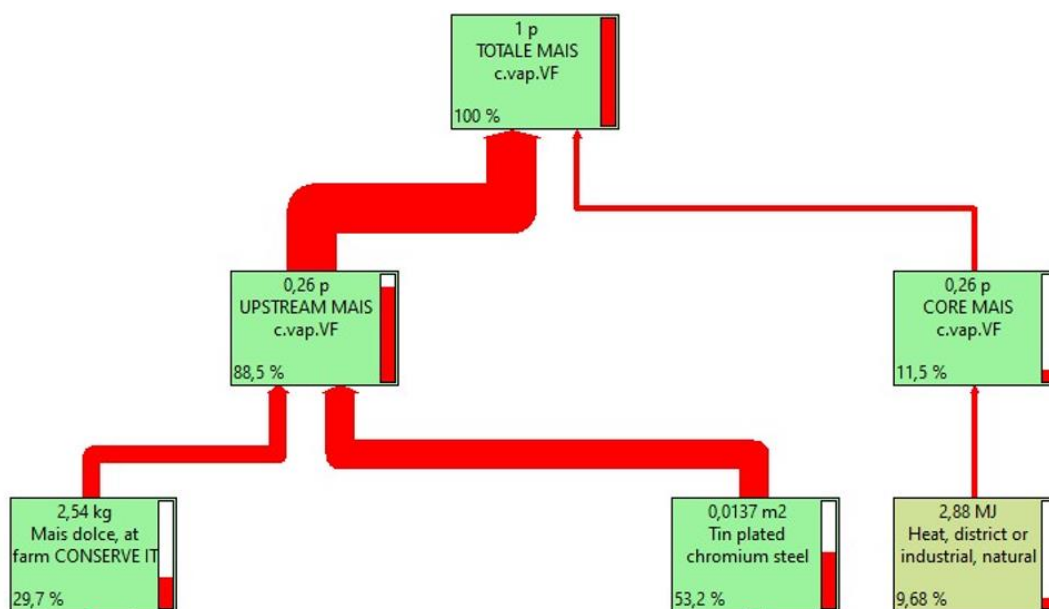 1 p
TOTALE MAIS
c.vap.VF
100 %
0,26 p
UPSTREAM MAIS
c.vap.VF
88,5 %
0,26 p
CORE MAIS
c.vap.VF
11,5 %
2,54 kg
Mais dolce, at
farm CONSERVE IT
29,7 %
0,0137 m2
Tin plated
chromium steel
53,2 %
2,88 MJ
Heat, district or
industrial, natural
9,68 %